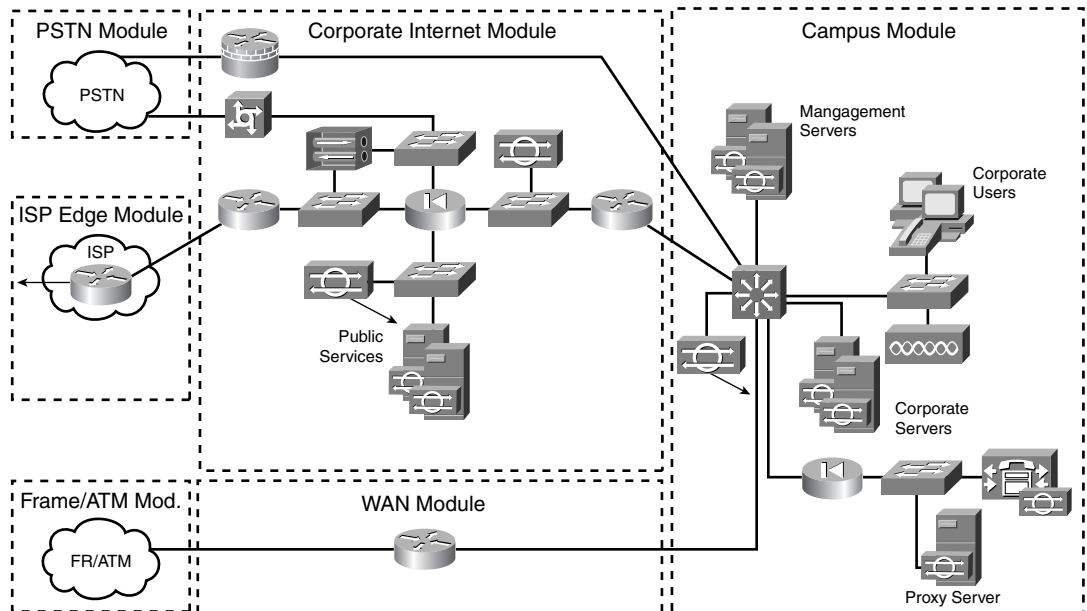 PSTN Module
Corporate Internet Module
Campus Module
PSTN
Mangagement
Servers
Corporate
Users
ISP Edge Module
ISP
Public
Services
Corporate
Servers
Frame/ATM Mod.
WAN Module
FR/ATM
Proxy Server